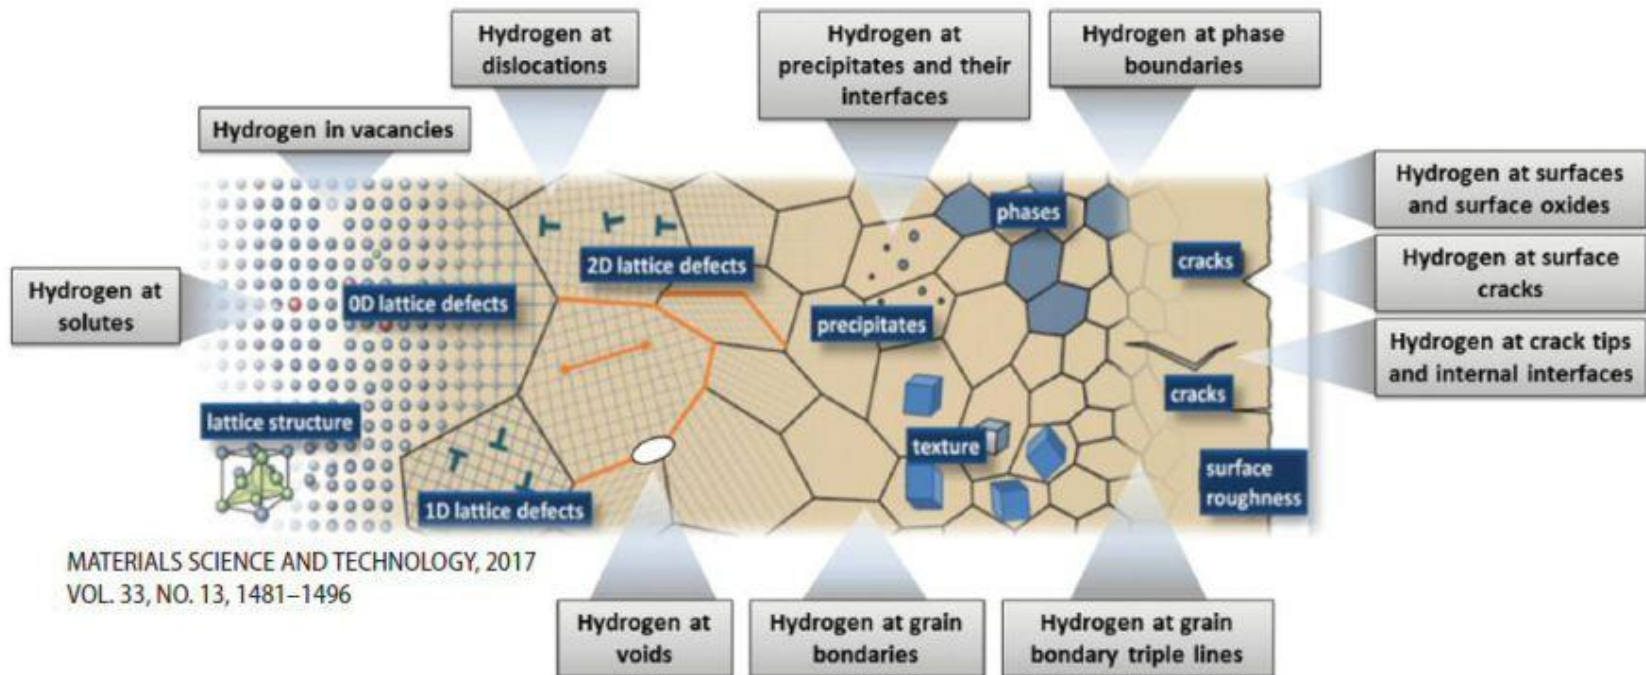 Hydrogen at
dislocations
Hydrogen at
precipitates and their
interfaces
Hydrogen at phase
boundaries
Hydrogen in vacancies
Hydrogen at surfaces
and surface oxides
phases
2D lattice defects
cracks
Hydrogen at surface
cracks
Hydrogen at
solutes
0D lattice defects
precipitates
Hydrogen at crack tips
and internal interfaces
cracks
lattice structure
texture
surface
roughness
1D lattice defects
MATERIALS SCIENCE AND TECHNOLOGY, 2017
VOL. 33, NO. 13, 1481–1496
Hydrogen at
voids
Hydrogen at grain
bondaries
Hydrogen at grain
bondary triple lines